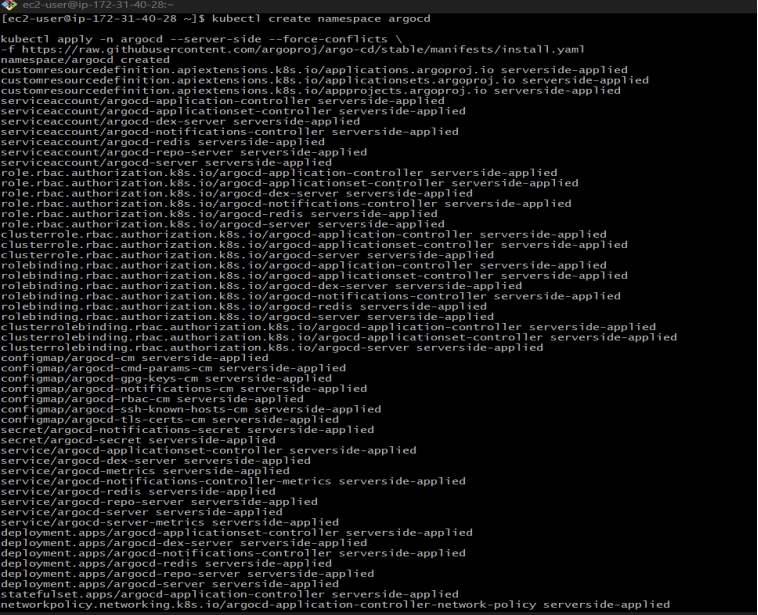 ec2-user@ip-172-31-40-28:~
[ec2-user@ip-172-31-40-28 ~]$ kubectl create namespace argocd
kubectl apply -n argocd --server-side --force-conflicts \
-f https://raw.githubusercontent.com/argoproj/argo-cd/stable/manifests/install.yaml
namespace/argocd created
customresourcedefinition.apiextensions.k8s.io/applications.argoproj.io serverside-applied
customresourcedefinition.apiextensions.k8s.io/applicationsets.argoproj.io serverside-applied
customresourcedefinition.apiextensions.k8s.io/appprojects.argoproj.io serverside-applied
serviceaccount/argocd-application-controller serverside-applied
serviceaccount/argocd-applicationset-controller serverside-applied
serviceaccount/argocd-dex-server serverside-applied
serviceaccount/argocd-notifications-controller serverside-applied
serviceaccount/argocd-redis serverside-applied
serviceaccount/argocd-repo-server serverside-applied
serviceaccount/argocd-server serverside-applied
role.rbac.authorization.k8s.io/argocd-application-controller serverside-applied
role.rbac.authorization.k8s.io/argocd-applicationset-controller serverside-applied
role.rbac.authorization.k8s.io/argocd-dex-server serverside-applied
role.rbac.authorization.k8s.io/argocd-notifications-controller serverside-applied
role.rbac.authorization.k8s.io/argocd-redis serverside-applied
role.rbac.authorization.k8s.io/argocd-server serverside-applied
clusterrole.rbac.authorization.k8s.io/argocd-application-controller serverside-applied
clusterrole.rbac.authorization.k8s.io/argocd-applicationset-controller serverside-applied
clusterrole.rbac.authorization.k8s.io/argocd-server serverside-applied
rolebinding.rbac.authorization.k8s.io/argocd-application-controller serverside-applied
rolebinding.rbac.authorization.k8s.io/argocd-applicationset-controller serverside-applied
rolebinding.rbac.authorization.k8s.io/argocd-dex-server serverside-applied
rolebinding.rbac.authorization.k8s.io/argocd-notifications-controller serverside-applied
rolebinding.rbac.authorization.k8s.io/argocd-redis serverside-applied
rolebinding.rbac.authorization.k8s.io/argocd-server serverside-applied
clusterrolebinding.rbac.authorization.k8s.io/argocd-application-controller serverside-applied
clusterrolebinding.rbac.authorization.k8s.io/argocd-applicationset-controller serverside-applied
clusterrolebinding.rbac.authorization.k8s.io/argocd-server serverside-applied
configmap/argocd-cm serverside-applied
configmap/argocd-cmd-params-cm serverside-applied
configmap/argocd-gpg-keys-cm serverside-applied
configmap/argocd-notifications-cm serverside-applied
configmap/argocd-rbac-cm serverside-applied
configmap/argocd-ssh-known-hosts-cm serverside-applied
configmap/argocd-tls-certs-cm serverside-applied
secret/argocd-notifications-secret serverside-applied
secret/argocd-secret serverside-applied
service/argocd-applicationset-controller serverside-applied
service/argocd-dex-server serverside-applied
service/argocd-metrics serverside-applied
service/argocd-notifications-controller-metrics serverside-applied
service/argocd-redis serverside-applied
service/argocd-repo-server serverside-applied
service/argocd-server serverside-applied
service/argocd-server-metrics serverside-applied
deployment.apps/argocd-applicationset-controller serverside-applied
deployment.apps/argocd-dex-server serverside-applied
deployment.apps/argocd-notifications-controller serverside-applied
deployment.apps/argocd-redis serverside-applied
deployment.apps/argocd-repo-server serverside-applied
deployment.apps/argocd-server serverside-applied
statefulset.apps/argocd-application-controller serverside-applied
networkpolicy.networking.k8s.io/argocd-application-controller-network-policy serverside-applied